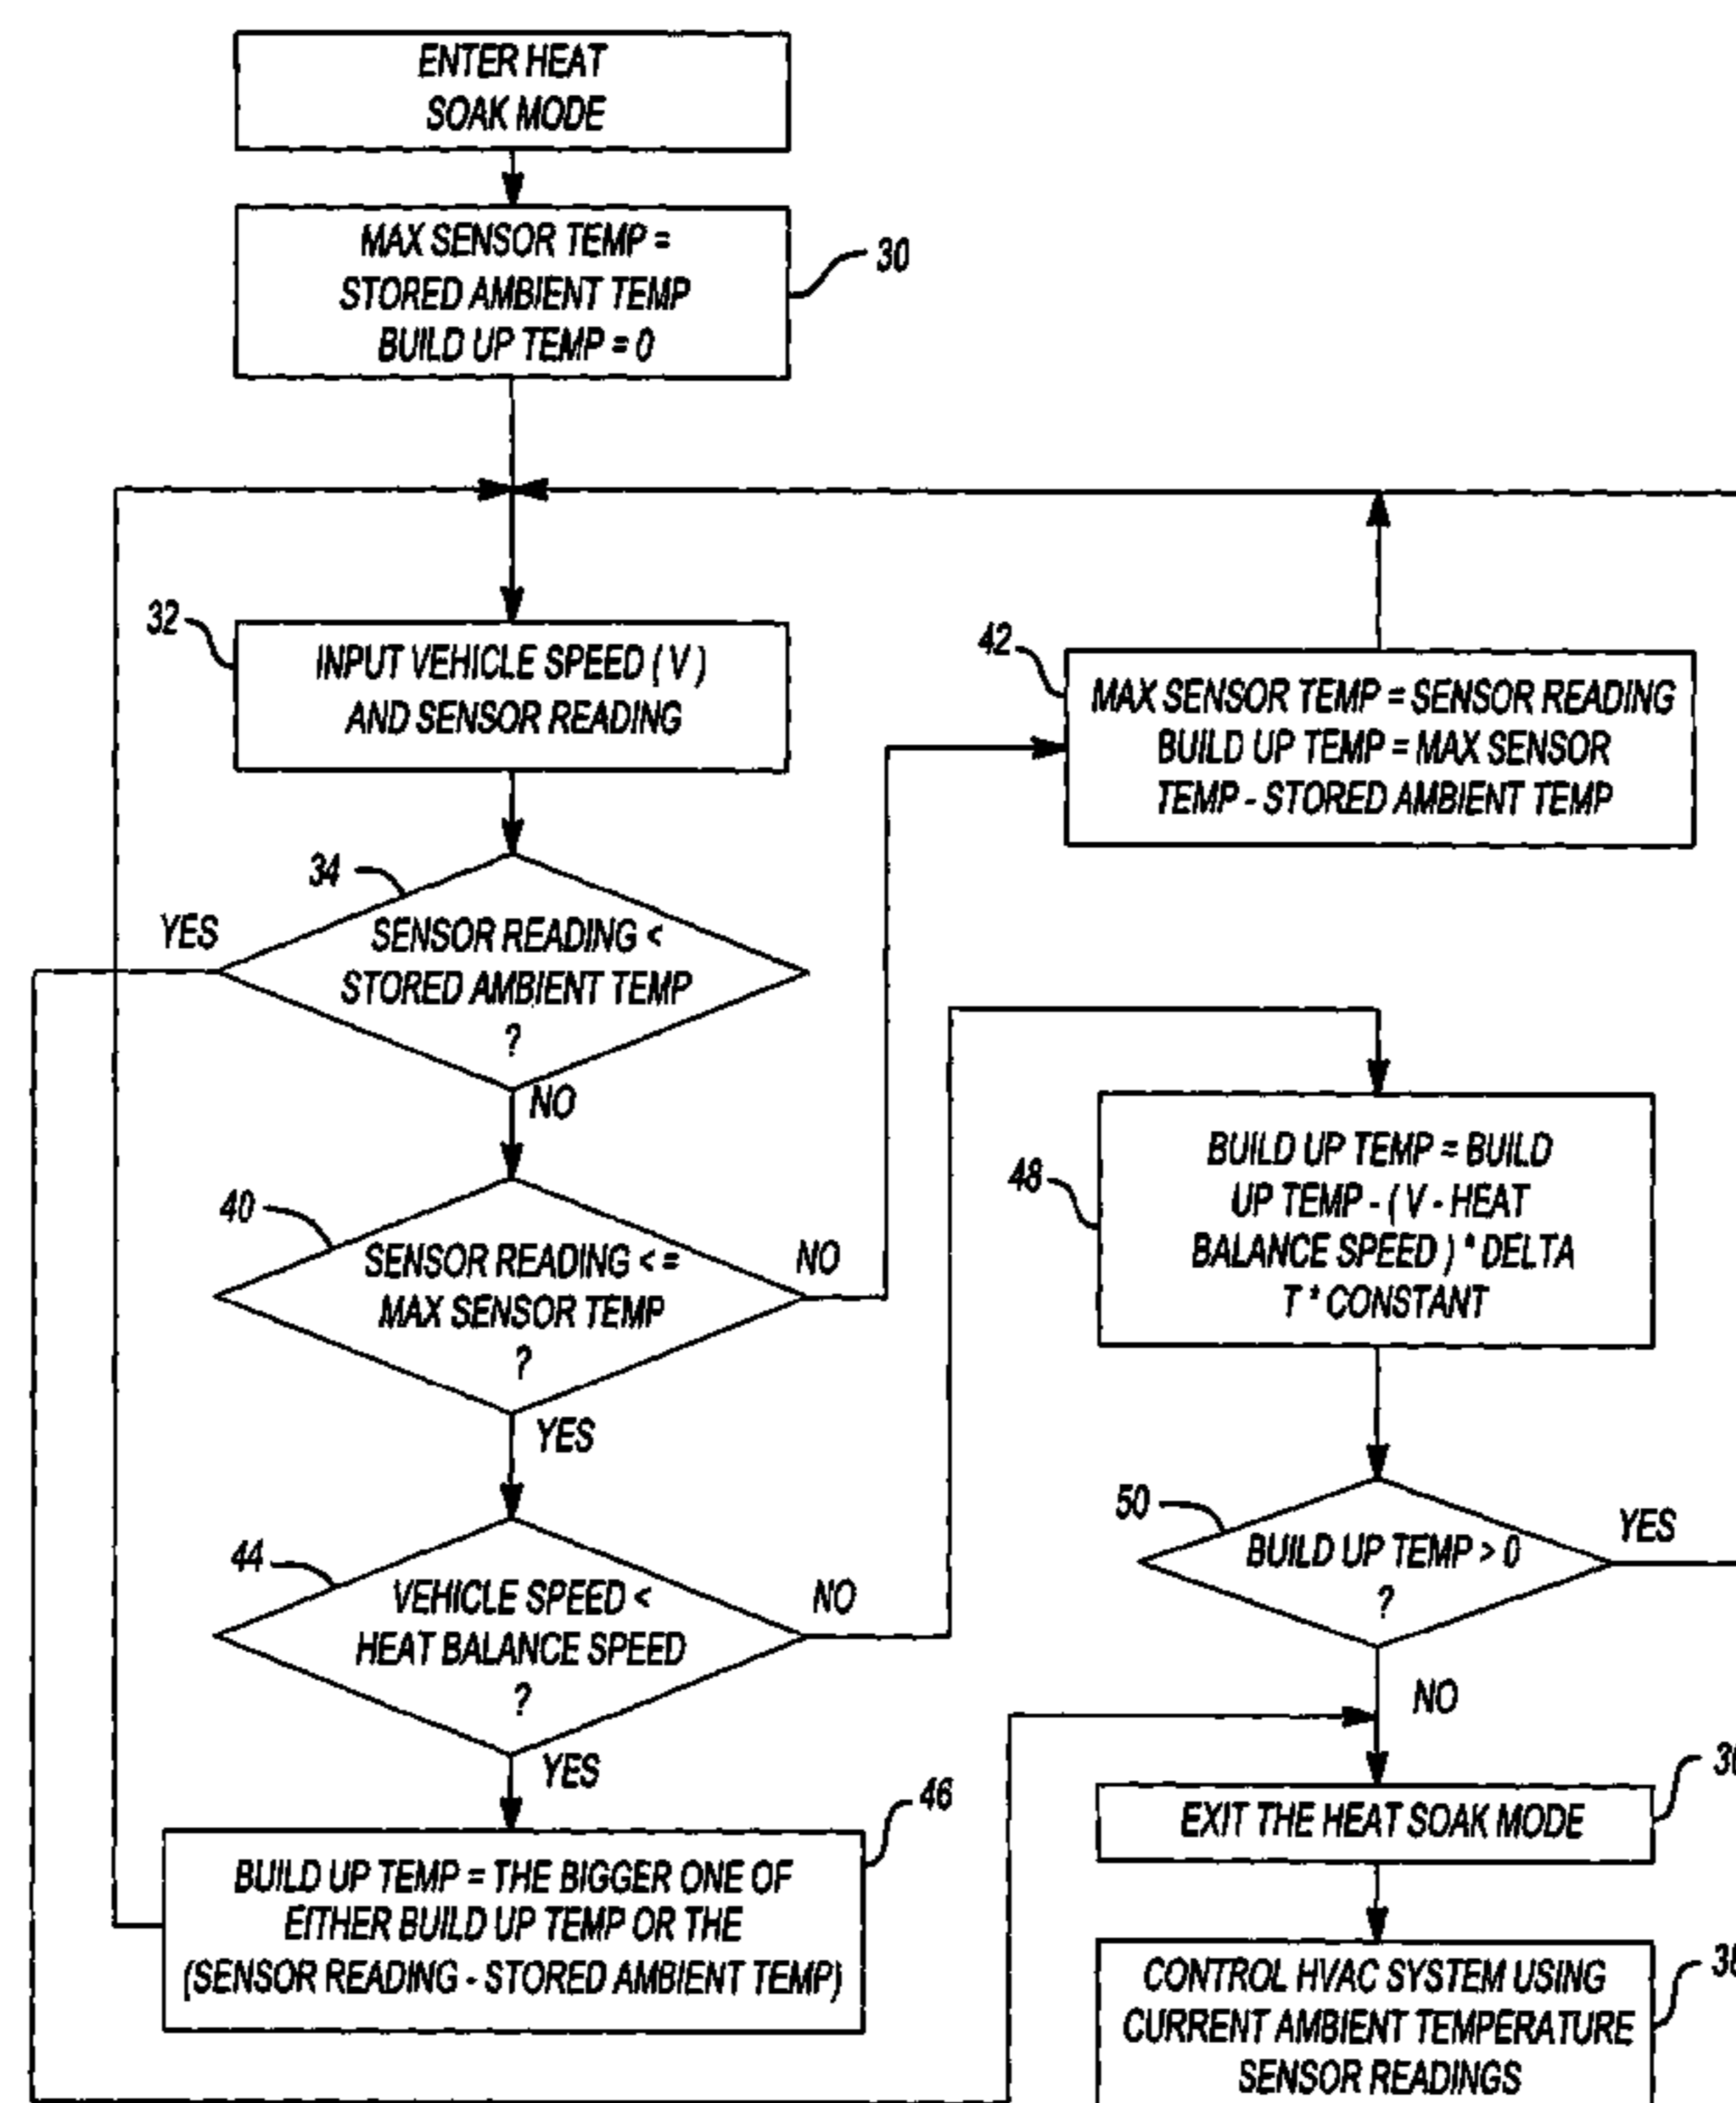 ENTER HEAT
SOAK MODE
MAX SENSOR TEMP =
STORED AMBIENT TEMP
BUILD UP TEMP = 0
30
32
INPUT VEHICLE SPEED ( V )
AND SENSOR READING
42
MAX SENSOR TEMP = SENSOR READING
BUILD UP TEMP = MAX SENSOR
TEMP - STORED AMBIENT TEMP
34
YES
SENSOR READING <
STORED AMBIENT TEMP
?
NO
40
SENSOR READING < =
MAX SENSOR TEMP
?
NO
YES
48
BUILD UP TEMP = BUILD
UP TEMP - ( V - HEAT
BALANCE SPEED ) * DELTA
T * CONSTANT
44
VEHICLE SPEED <
HEAT BALANCE SPEED
?
NO
YES
50
BUILD UP TEMP > 0
?
YES
NO
46
BUILD UP TEMP = THE BIGGER ONE OF
EITHER BUILD UP TEMP OR THE
(SENSOR READING - STORED AMBIENT TEMP)
EXIT THE HEAT SOAK MODE
CONTROL HVAC SYSTEM USING
CURRENT AMBIENT TEMPERATURE
SENSOR READINGS